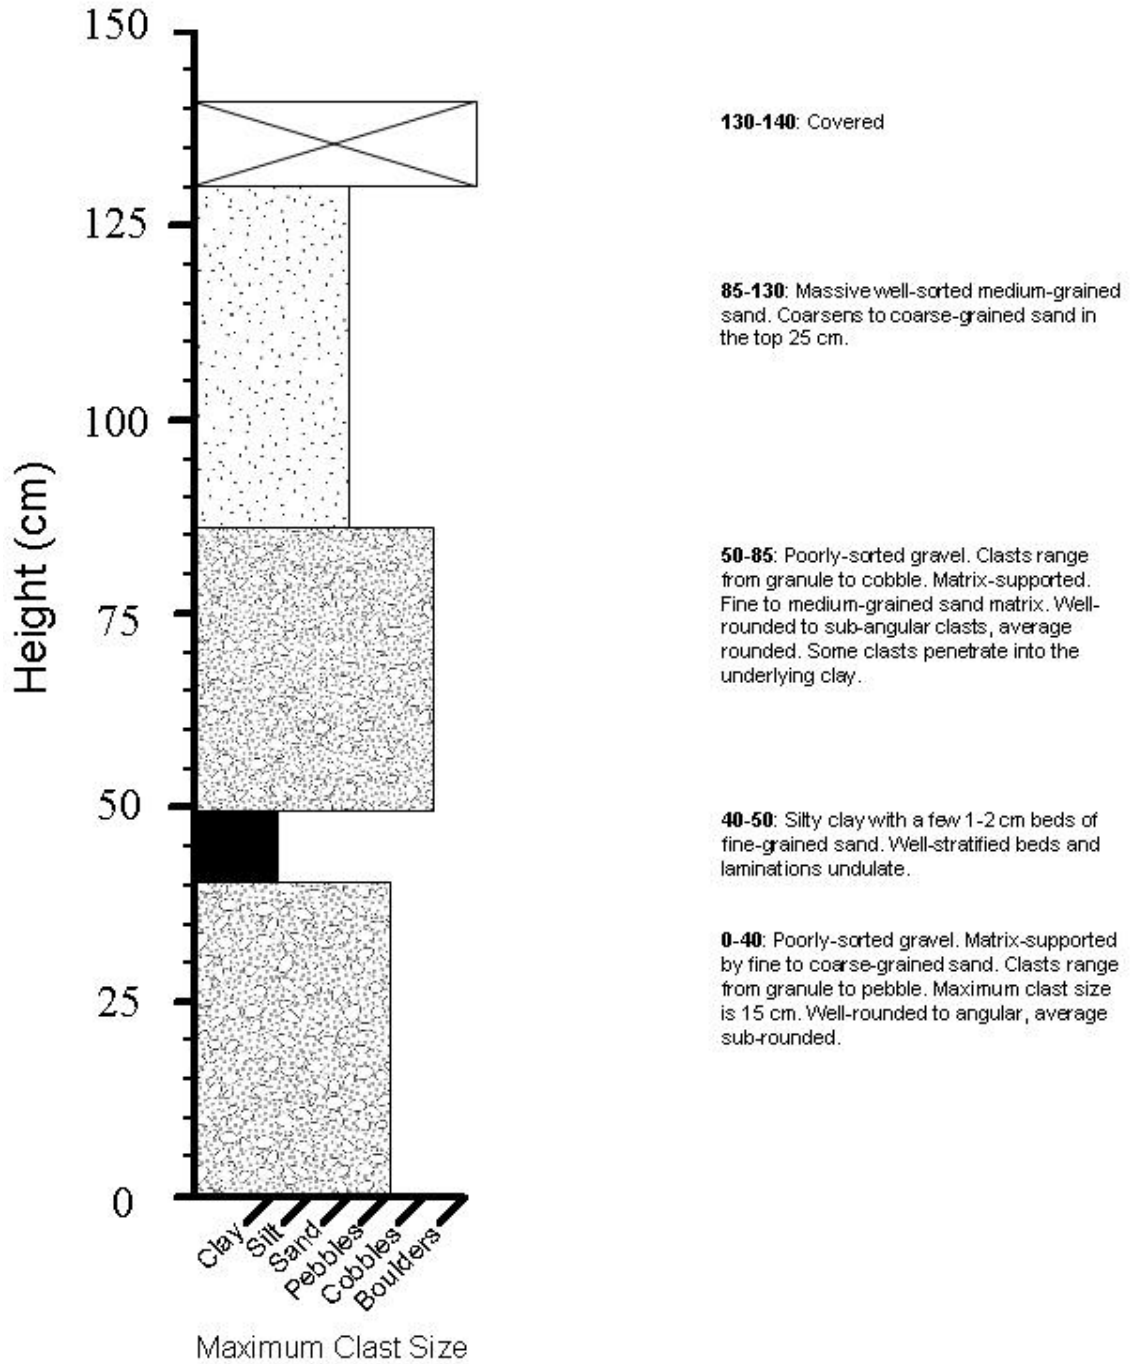 150
125
100
75
50
25
0
Height (cm)
130-140: Covered
85-130: Massive well-sorted medium-grained
sand. Coarsens to coarse-grained sand in
the top 25 cm.
50-85: Poorly-sorted gravel. Clasts range
from granule to cobble. Matrix-supported.
Fine to medium-grained sand matrix. Well-
rounded to sub-angular clasts, average
rounded. Some clasts penetrate into the
underlying clay.
40-50: Silty clay with a few 1-2 cm beds of
fine-grained sand. Well-stratified beds and
laminations undulate.
0-40: Poorly-sorted gravel. Matrix-supported
by fine to coarse-grained sand. Clasts range
from granule to pebble. Maximum clast size
is 15 cm. Well-rounded to angular, average
sub-rounded.
Clay
Silt
Sand
Pebbles
Cobbles
Boulders
Maximum Clast Size